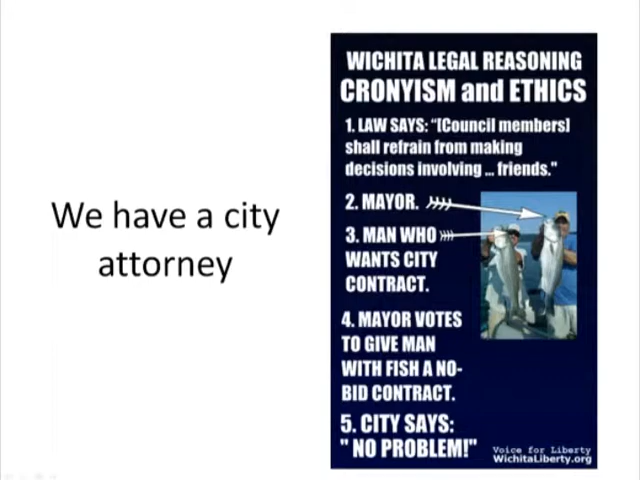 We have a city
attorney
WICHITA LEGAL REASONING
CRONYISM and ETHICS
1. LAW SAYS: "[Council members]
shall refrain from making
decisions involving ... friends."
2. MAYOR.
3. MAN WHO
WANTS CITY
CONTRACT.
4. MAYOR VOTES
TO GIVE MAN
WITH FISH A NO-
BID CONTRACT.
5. CITY SAYS:
" NO PROBLEM!"
Voice for Liberty
WichitaLiberty.org